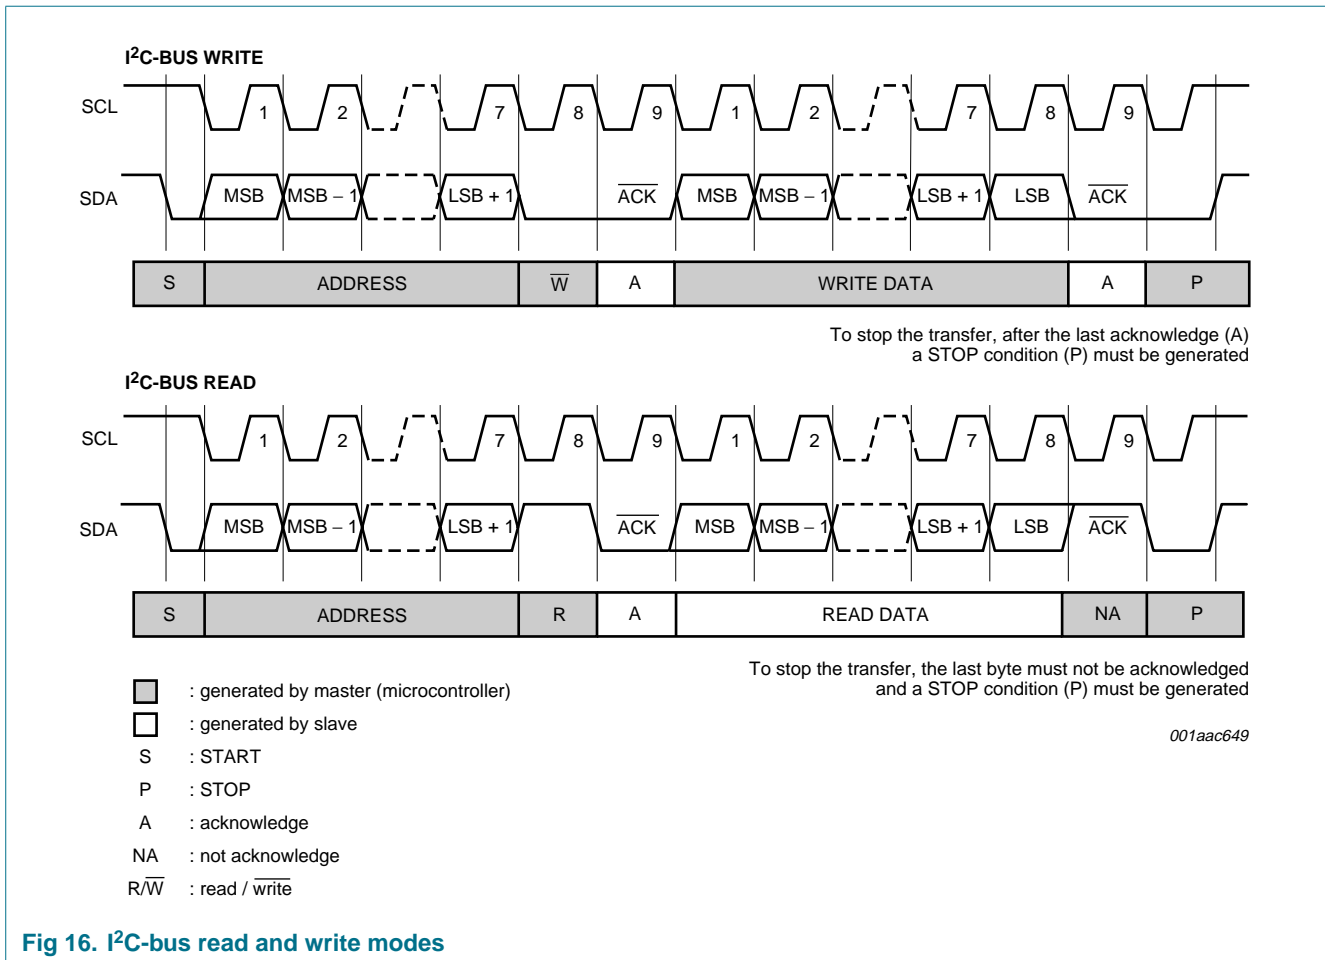 I²C-BUS WRITE
SCL 1 2 7 8 9 1 2 7 8 9
SDA MSB MSB − 1 LSB + 1 A̅C̅K̅ MSB MSB − 1 LSB + 1 LSB A̅C̅K̅
S ADDRESS W̅ A WRITE DATA A P
To stop the transfer, after the last acknowledge (A)
a STOP condition (P) must be generated
I²C-BUS READ
SCL 1 2 7 8 9 1 2 7 8 9
SDA MSB MSB − 1 LSB + 1 A̅C̅K̅ MSB MSB − 1 LSB + 1 LSB A̅C̅K̅
S ADDRESS R A READ DATA NA P
To stop the transfer, the last byte must not be acknowledged
and a STOP condition (P) must be generated
: generated by master (microcontroller)
: generated by slave
001aac649
S : START
P : STOP
A : acknowledge
NA : not acknowledge
R/W̅ : read / w̅r̅i̅t̅e̅
Fig 16. I²C-bus read and write modes